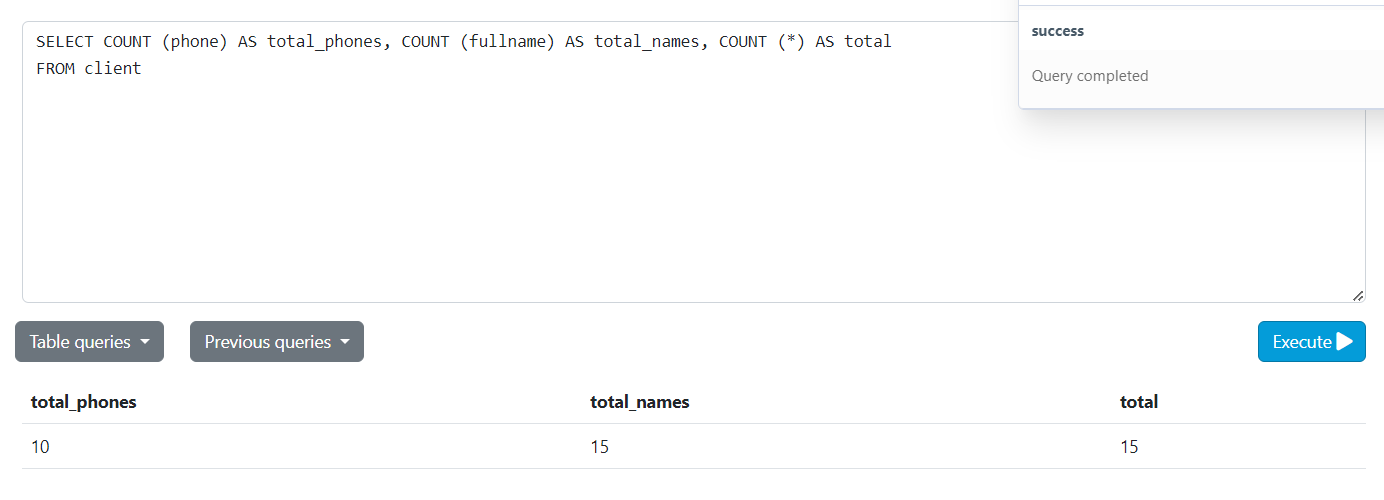 SELECT COUNT (phone) AS total_phones, COUNT (fullname) AS total_names, COUNT (*) AS total
FROM client
success
Query completed
Table queries
Previous queries
Execute
total_phones total_names total
10 15 15